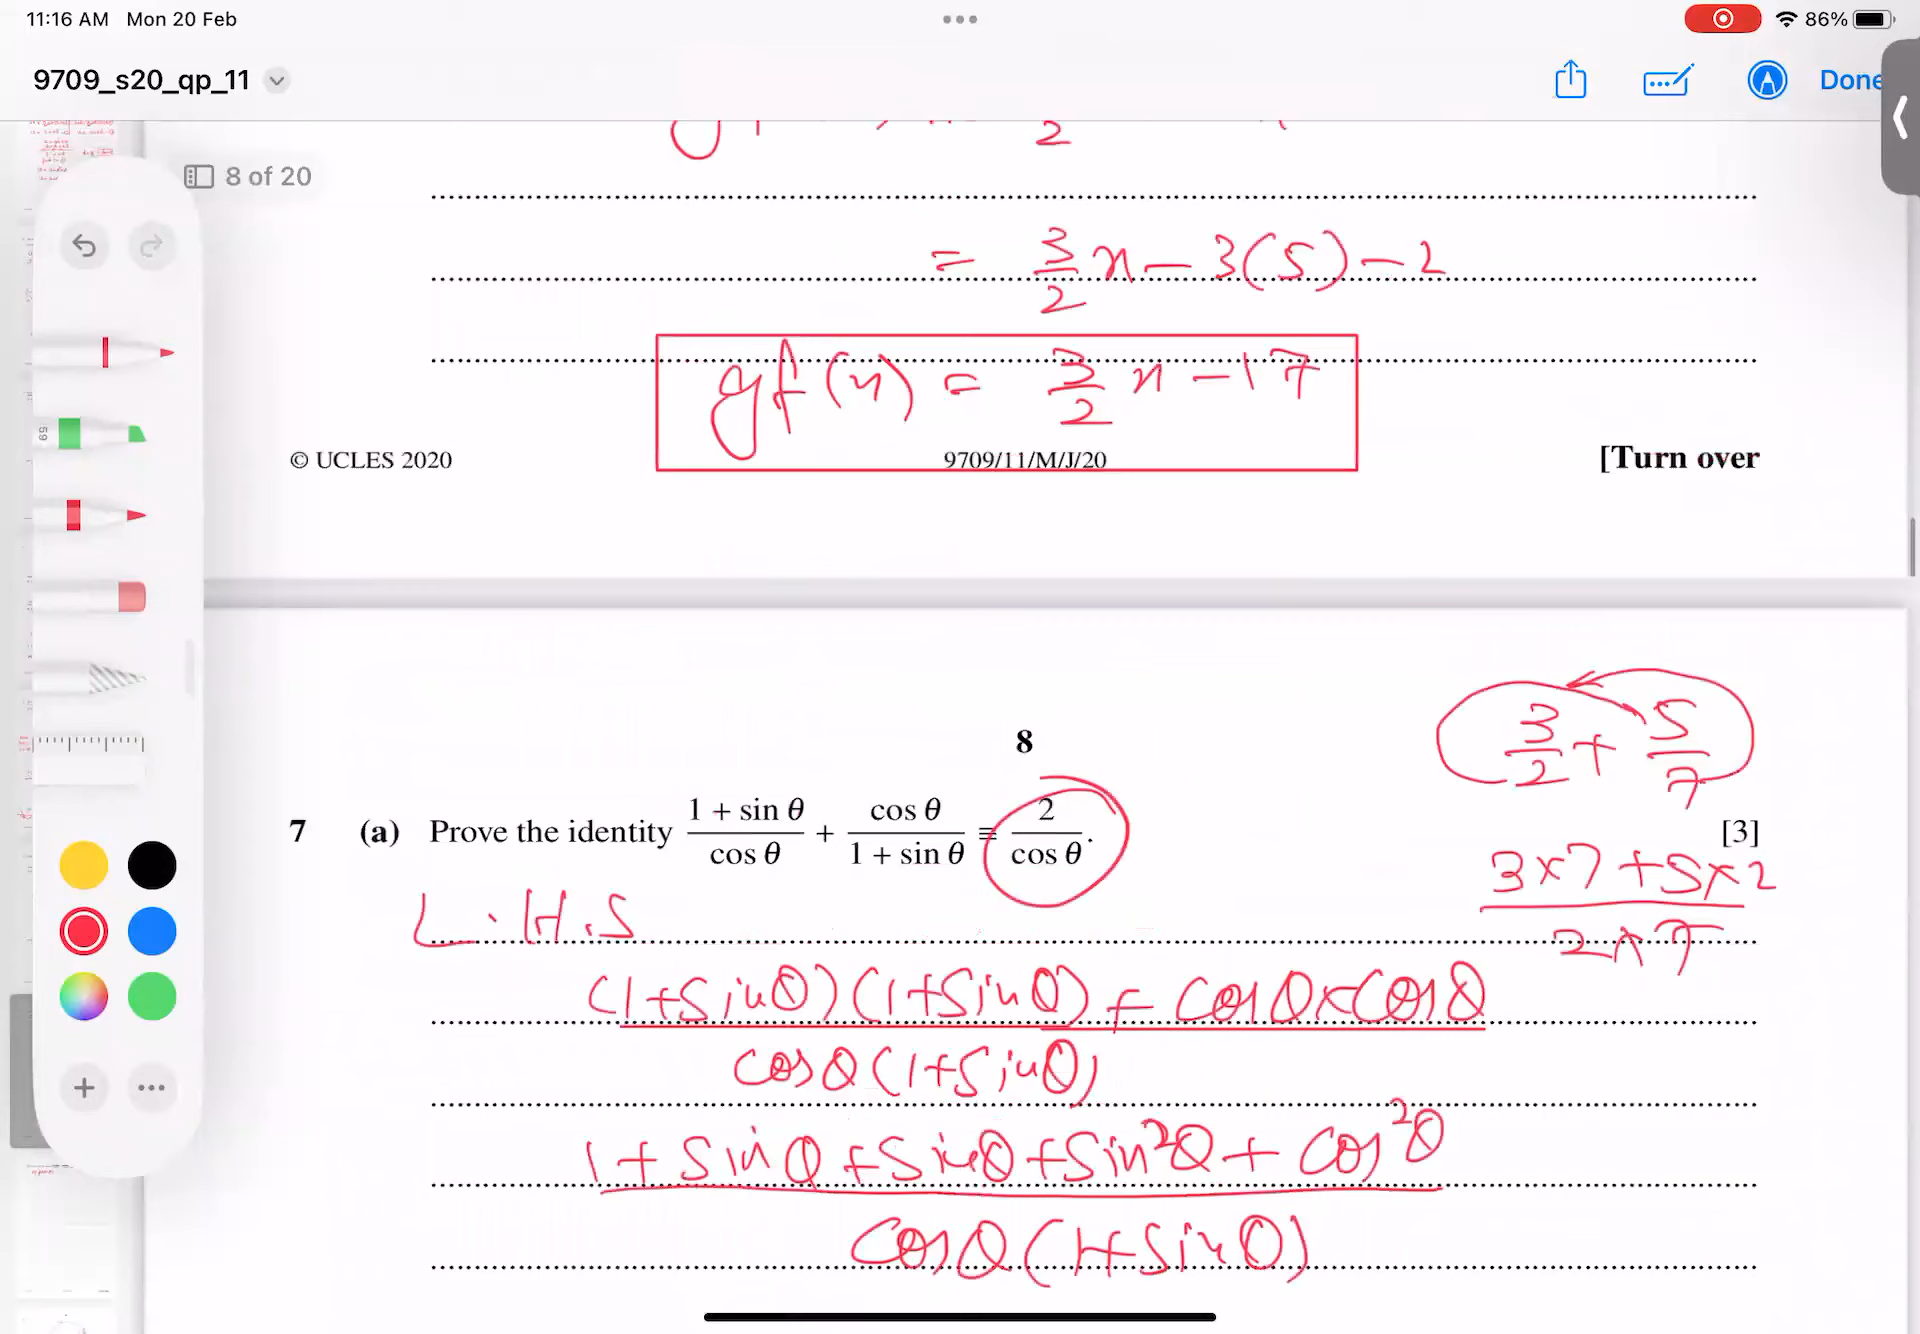 11:16 AM Mon 20 Feb
86%
9709_s20_qp_11
Done
8 of 20
2
= 3/2 x - 3(5) - 2
gf(x) = 3/2 x - 17
© UCLES 2020
9709/11/M/J/20
[Turn over
59
8
3/2 + 5/7
7 (a) Prove the identity (1 + sin θ)/(cos θ) + (cos θ)/(1 + sin θ) ≡ 2/(cos θ). [3]
(3×7 + 5×2)/(2×7)
L.H.S
(1+Sinθ)(1+Sinθ) + Cosθ×Cosθ
Cosθ(1+Sinθ)
1 + Sinθ + Sinθ + Sin²θ + Cos²θ
Cosθ(1+Sinθ)